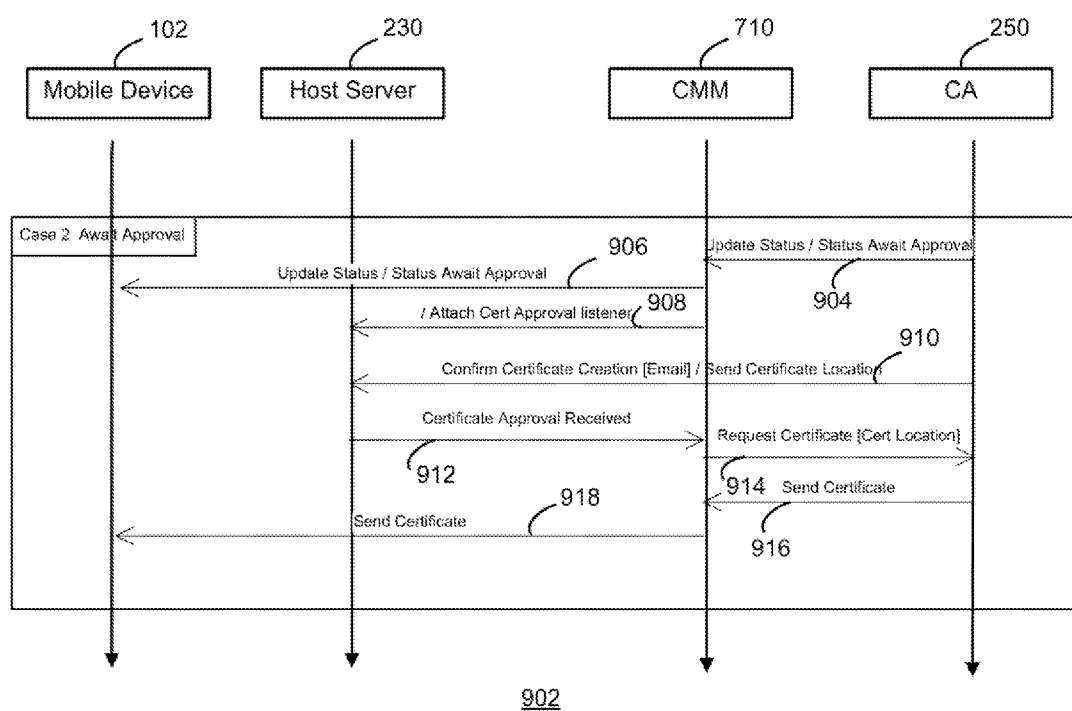 102
230
710
250
Mobile Device
Host Server
CMM
CA
Case 2 Await Approval
Update Status / Status Await Approval
904
906
Update Status / Status Await Approval
908
/ Attach Cert Approval listener
910
Confirm Certificate Creation [Email] / Send Certificate Location
Certificate Approval Received
912
Request Certificate [Cert Location]
914
Send Certificate
916
918
Send Certificate
902